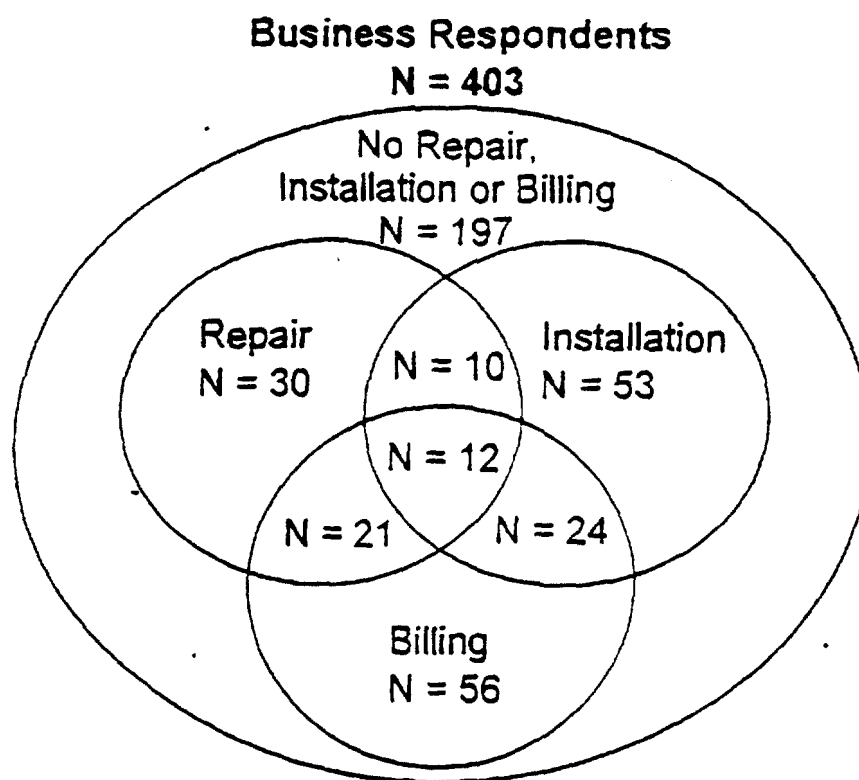 Business Respondents
N = 403
No Repair,
Installation or Billing
N = 197
Repair
N = 30
N = 10
Installation
N = 53
N = 12
N = 21
N = 24
Billing
N = 56